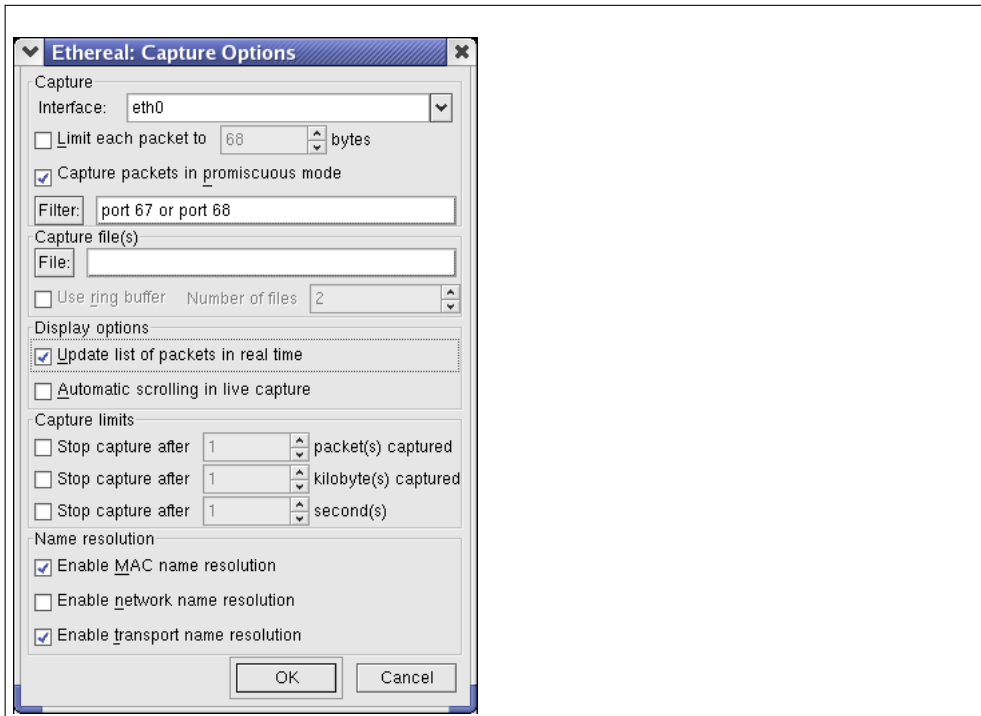 Ethereal: Capture Options
Capture
Interface: eth0
Limit each packet to 68 bytes
Capture packets in promiscuous mode
Filter: port 67 or port 68
Capture file(s)
File:
Use ring buffer Number of files 2
Display options
Update list of packets in real time
Automatic scrolling in live capture
Capture limits
Stop capture after 1 packet(s) captured
Stop capture after 1 kilobyte(s) captured
Stop capture after 1 second(s)
Name resolution
Enable MAC name resolution
Enable network name resolution
Enable transport name resolution
OK Cancel